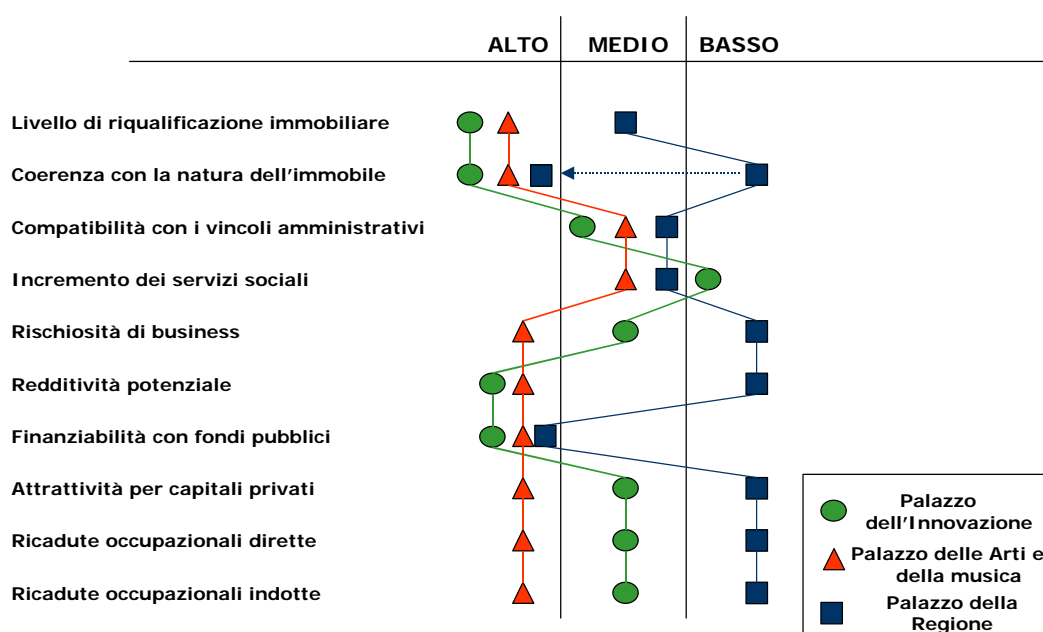 ALTO MEDIO BASSO
Livello di riqualificazione immobiliare
Coerenza con la natura dell'immobile
Compatibilità con i vincoli amministrativi
Incremento dei servizi sociali
Rischiosità di business
Redditività potenziale
Finanziabilità con fondi pubblici
Attrattività per capitali privati
Ricadute occupazionali dirette
Ricadute occupazionali indotte
Palazzo
dell'Innovazione
Palazzo delle Arti e
della musica
Palazzo della
Regione